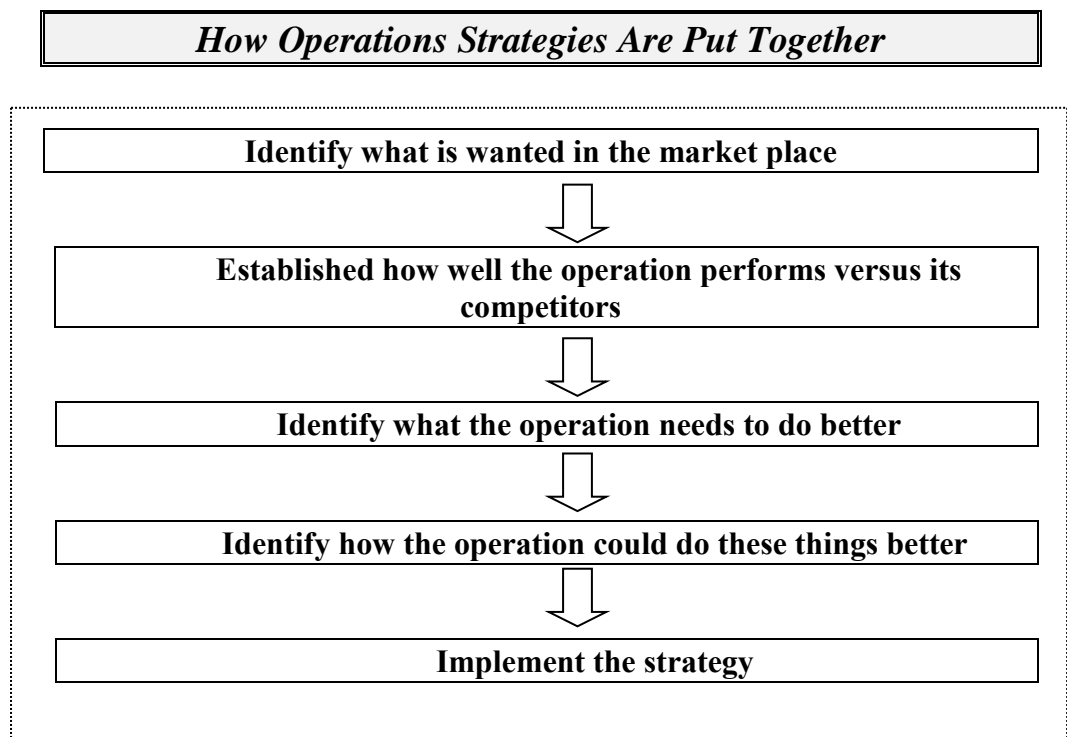 How Operations Strategies Are Put Together
Identify what is wanted in the market place
Established how well the operation performs versus its
competitors
Identify what the operation needs to do better
Identify how the operation could do these things better
Implement the strategy